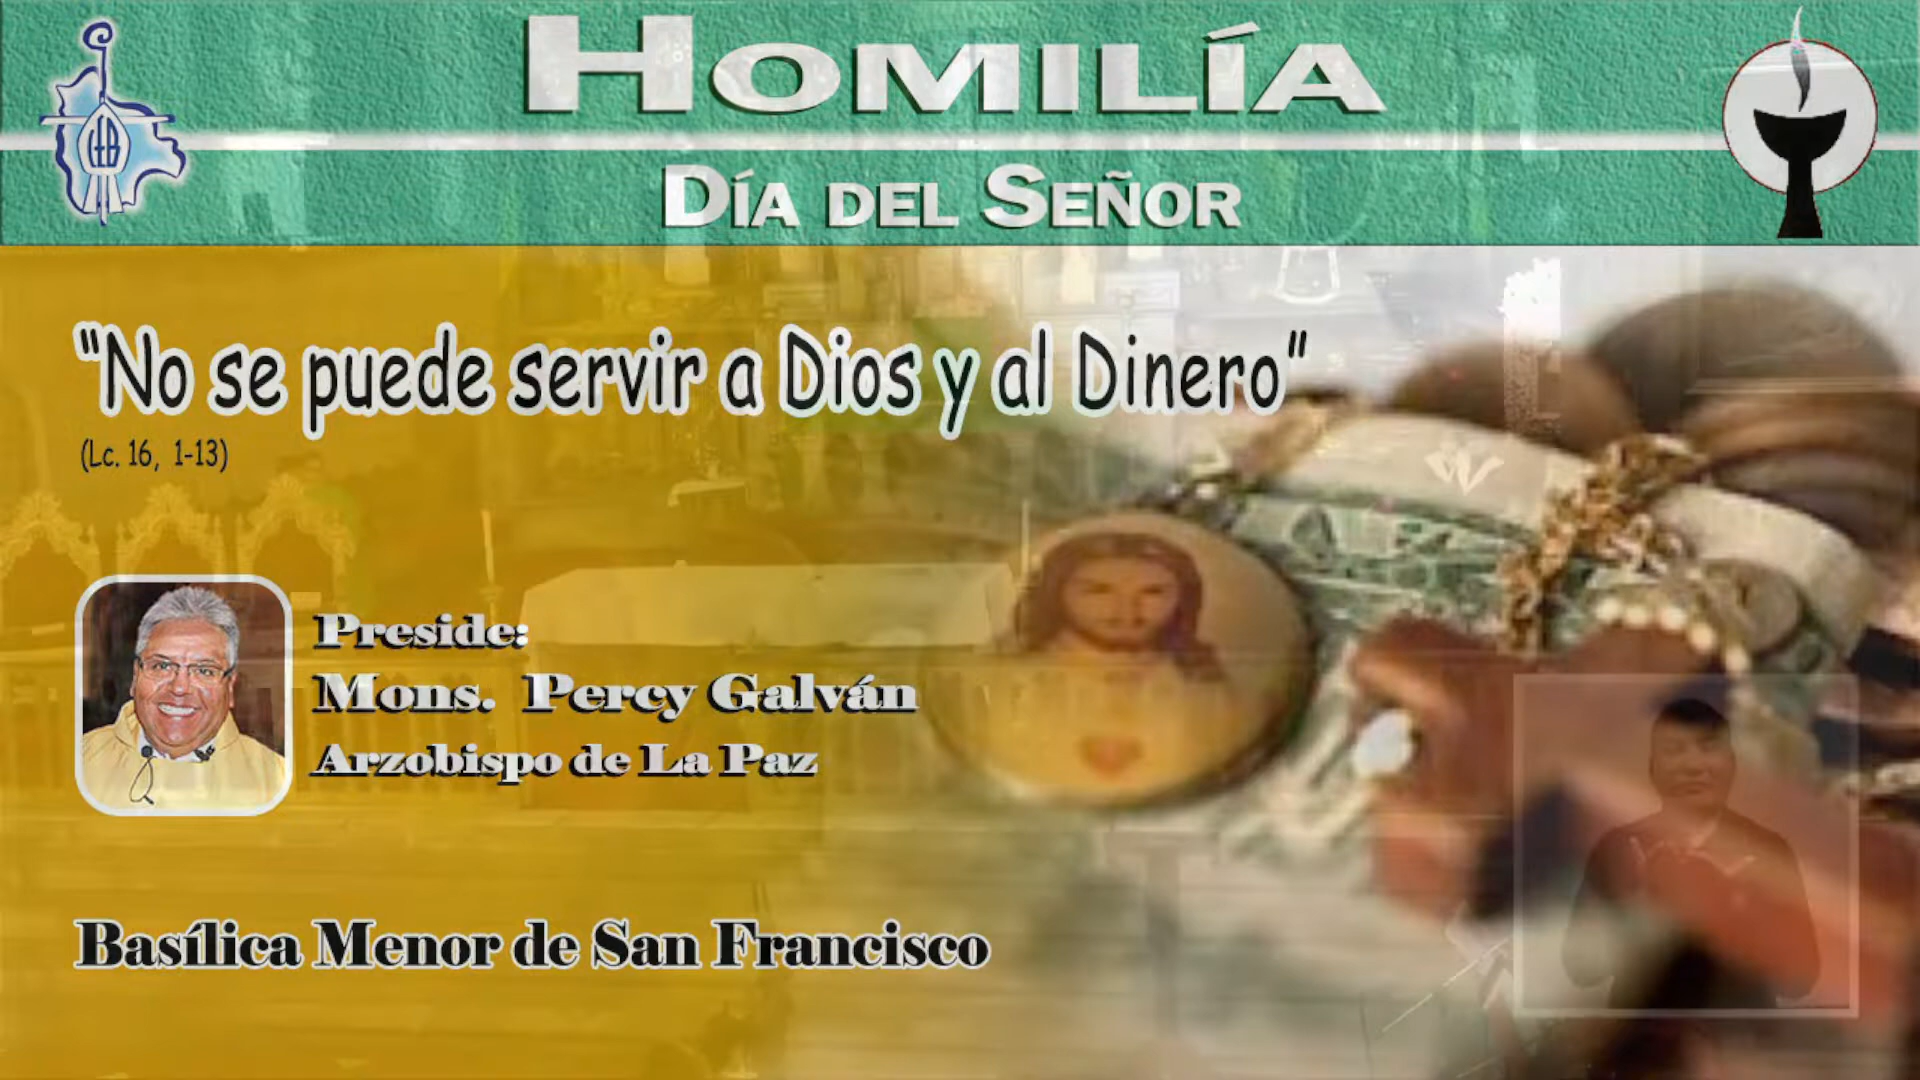 HOMILÍA
DÍA DEL SEÑOR
CEB
“No se puede servir a Dios y al Dinero”
(Lc. 16, 1-13)
Preside:
Mons. Percy Galván
Arzobispo de La Paz
Basílica Menor de San Francisco